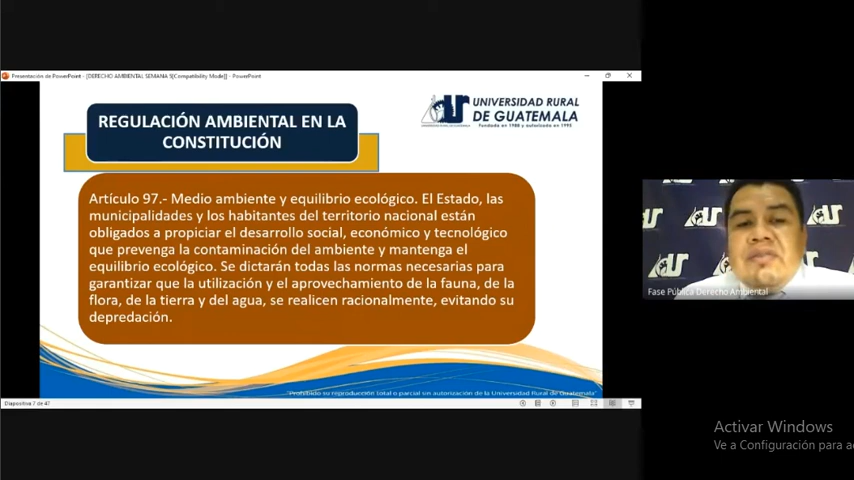 Presentación de PowerPoint - [DERECHO AMBIENTAL SEMANA 5[Compatibility Mode]] - PowerPoint
REGULACIÓN AMBIENTAL EN LA
CONSTITUCIÓN
UNIVERSIDAD RURAL
DE GUATEMALA
Artículo 97.- Medio ambiente y equilibrio ecológico. El Estado, las
municipalidades y los habitantes del territorio nacional están
obligados a propiciar el desarrollo social, económico y tecnológico
que prevenga la contaminación del ambiente y mantenga el
equilibrio ecológico. Se dictarán todas las normas necesarias para
garantizar que la utilización y el aprovechamiento de la fauna, de la
flora, de la tierra y del agua, se realicen racionalmente, evitando su
depredación.
"Prohibido su reproducción total o parcial sin autorización de la Universidad Rural de Guatemala"
Diapositiva 7 de 41
Fase Pública Derecho Ambiental
Activar Windows
Ve a Configuración para a